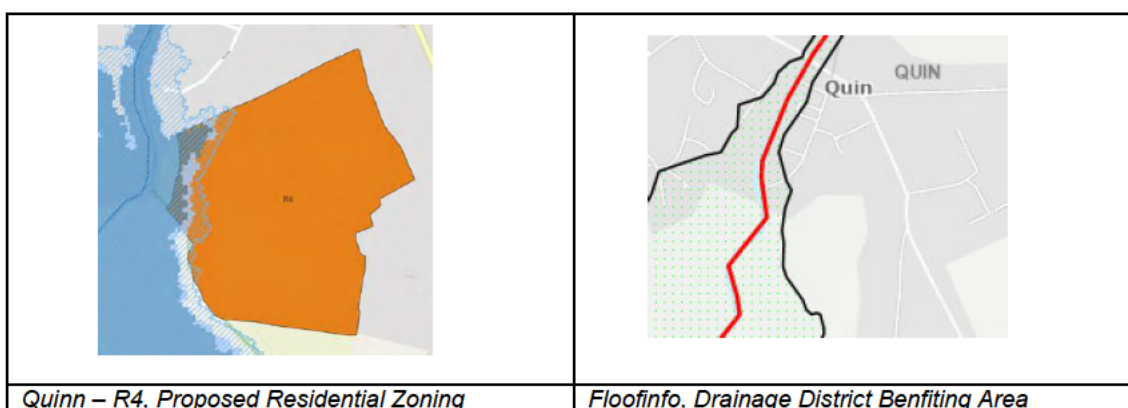 R4
QUIN
Quin
Quinn – R4, Proposed Residential Zoning
Floofinfo, Drainage District Benfiting Area